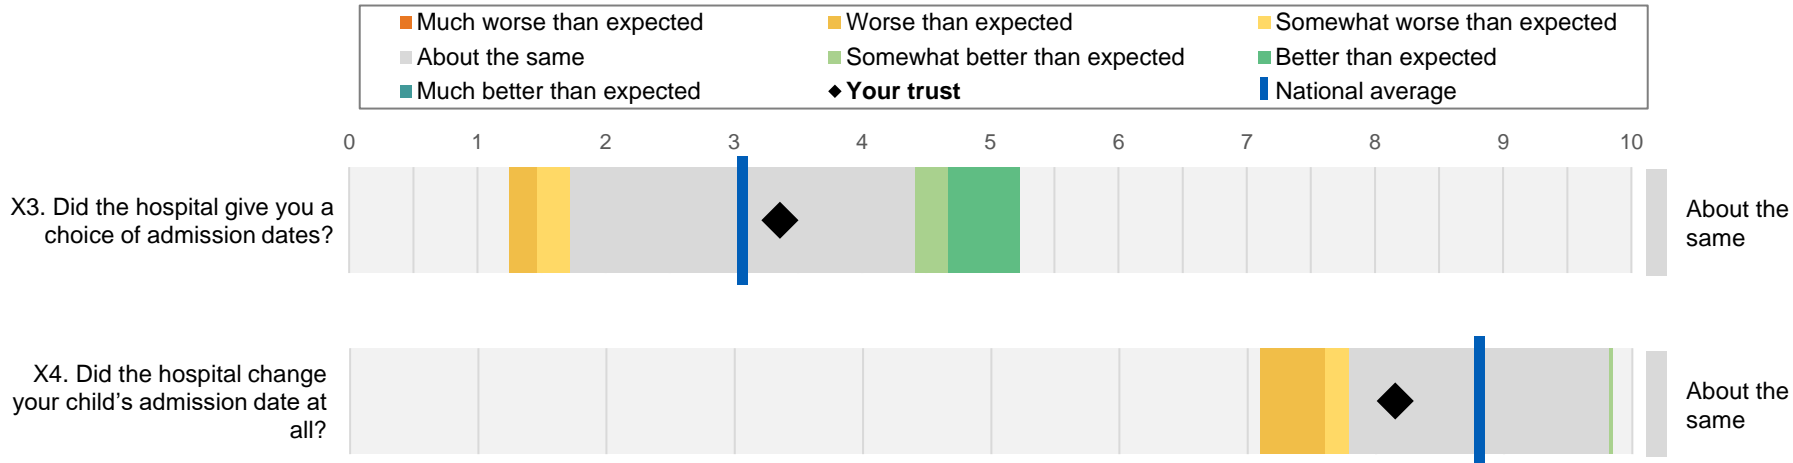 Much worse than expected
Worse than expected
Somewhat worse than expected
About the same
Somewhat better than expected
Better than expected
Much better than expected
Your trust
National average
0 1 2 3 4 5 6 7 8 9 10
X3. Did the hospital give you a
choice of admission dates?
About the
same
X4. Did the hospital change
your child’s admission date at
all?
About the
same